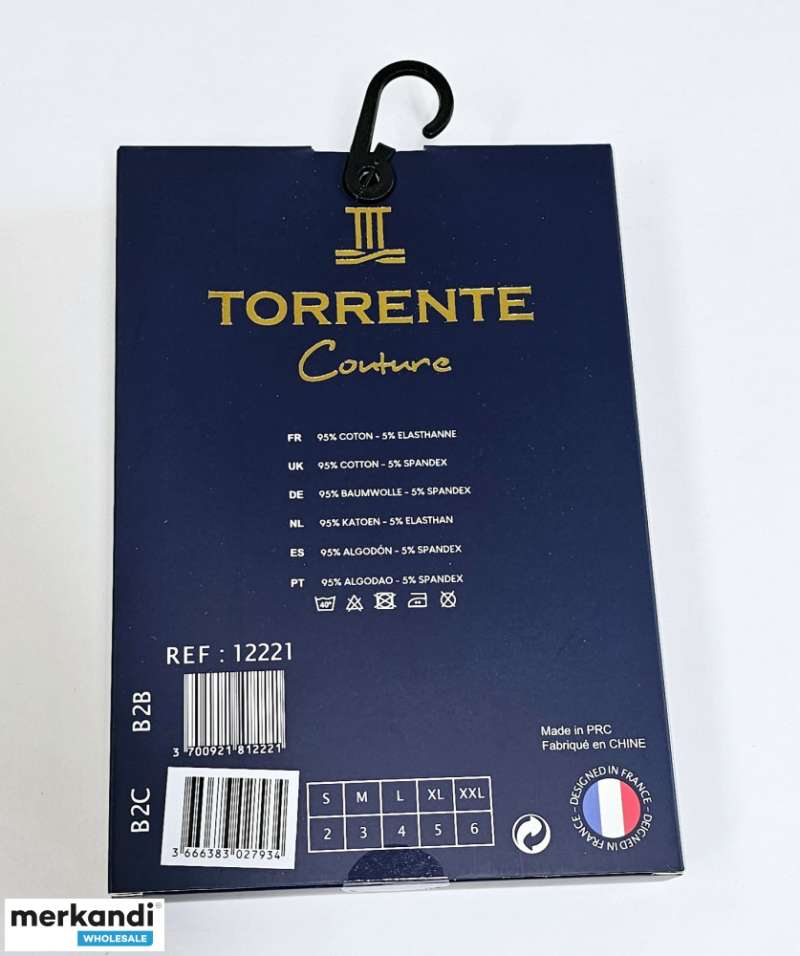 TORRENTE
Couture
FR 95% COTON - 5% ELASTHANNE
UK 95% COTTON - 5% SPANDEX
DE 95% BAUMWOLLE - 5% SPANDEX
NL 95% KATOEN - 5% ELASTHAN
ES 95% ALGODÓN - 5% SPANDEX
PT 95% ALGODAO - 5% SPANDEX
40°
REF : 12221
B2B
3 700921 812221
Made in PRC
Fabriqué en CHINE
B2C
3 666383 027934
S M L XL XXL
2 3 4 5 6
DESIGNED IN FRANCE - DEIGNED IN FRANCE -
merkandi
WHOLESALE